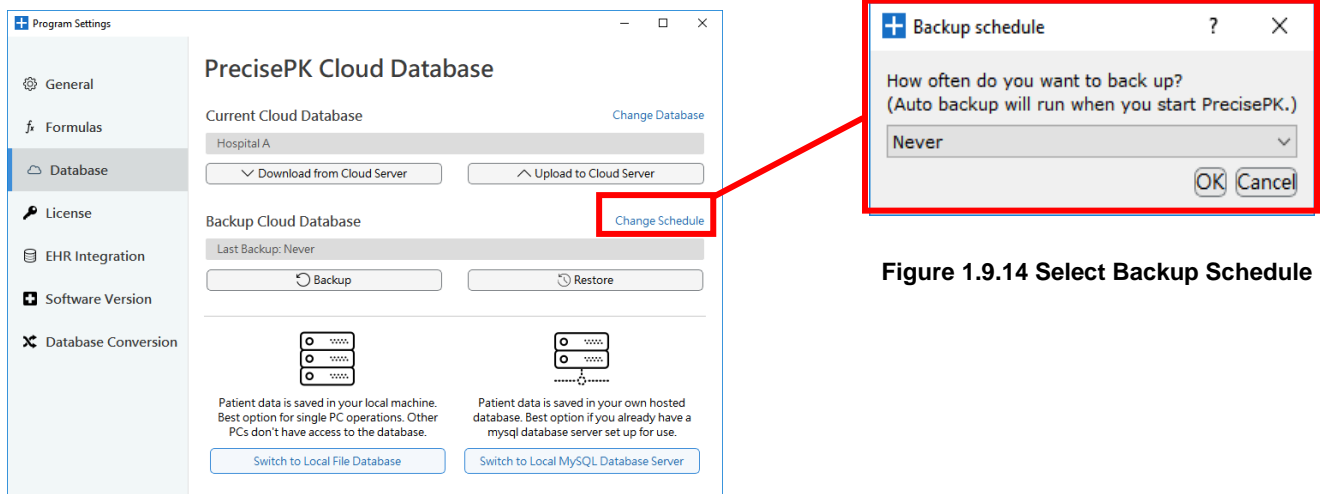 Program Settings
General
Formulas
Database
License
EHR Integration
Software Version
Database Conversion
PrecisePK Cloud Database
Current Cloud Database
Change Database
Hospital A
Download from Cloud Server
Upload to Cloud Server
Backup Cloud Database
Change Schedule
Last Backup: Never
Backup
Restore
Patient data is saved in your local machine.
Best option for single PC operations. Other
PCs don't have access to the database.
Switch to Local File Database
Patient data is saved in your own hosted
database. Best option if you already have a
mysql database server set up for use.
Switch to Local MySQL Database Server
Backup schedule
?
How often do you want to back up?
(Auto backup will run when you start PrecisePK.)
Never
OK
Cancel
Figure 1.9.14 Select Backup Schedule